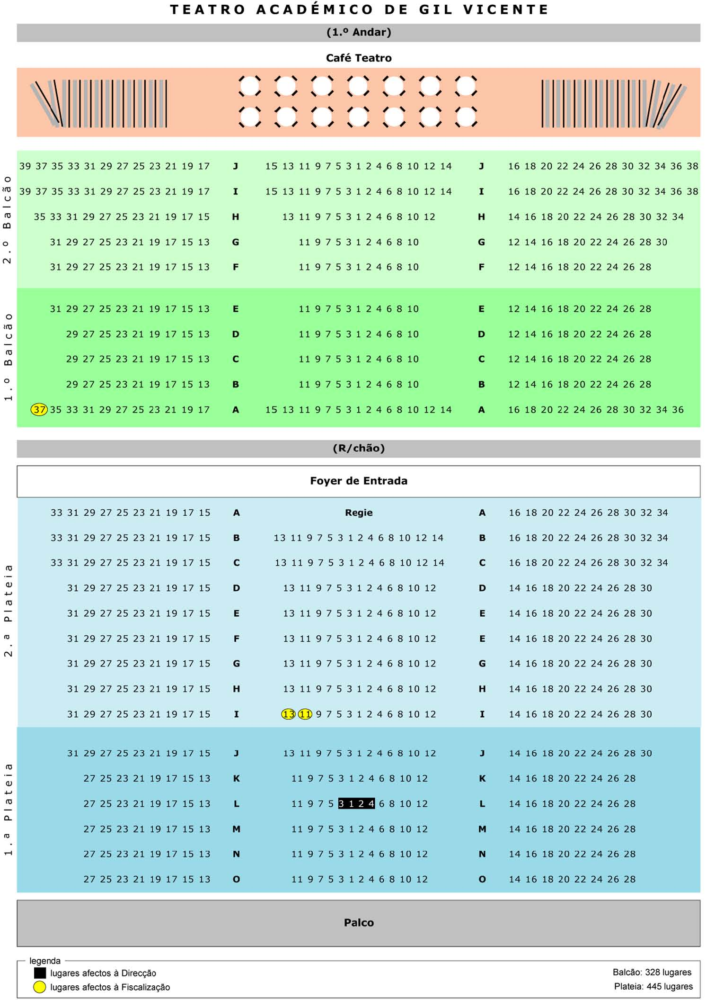 TEATRO ACADÉMICO DE GIL VICENTE
(1.º Andar)
Café Teatro
2.º Balcão
39 37 35 33 31 29 27 25 23 21 19 17 J 15 13 11 9 7 5 3 1 2 4 6 8 10 12 14 J 16 18 20 22 24 26 28 30 32 34 36 38
39 37 35 33 31 29 27 25 23 21 19 17 I 15 13 11 9 7 5 3 1 2 4 6 8 10 12 14 I 16 18 20 22 24 26 28 30 32 34 36 38
35 33 31 29 27 25 23 21 19 17 15 H 13 11 9 7 5 3 1 2 4 6 8 10 12 H 14 16 18 20 22 24 26 28 30 32 34
31 29 27 25 23 21 19 17 15 13 G 11 9 7 5 3 1 2 4 6 8 10 G 12 14 16 18 20 22 24 26 28 30
31 29 27 25 23 21 19 17 15 13 F 11 9 7 5 3 1 2 4 6 8 10 F 12 14 16 18 20 22 24 26 28
1.º Balcão
31 29 27 25 23 21 19 17 15 13 E 11 9 7 5 3 1 2 4 6 8 10 E 12 14 16 18 20 22 24 26 28
29 27 25 23 21 19 17 15 13 D 11 9 7 5 3 1 2 4 6 8 10 D 12 14 16 18 20 22 24 26 28
29 27 25 23 21 19 17 15 13 C 11 9 7 5 3 1 2 4 6 8 10 C 12 14 16 18 20 22 24 26 28
29 27 25 23 21 19 17 15 13 B 11 9 7 5 3 1 2 4 6 8 10 B 12 14 16 18 20 22 24 26 28
37 35 33 31 29 27 25 23 21 19 17 A 15 13 11 9 7 5 3 1 2 4 6 8 10 12 14 A 16 18 20 22 24 26 28 30 32 34 36
(R/chão)
Foyer de Entrada
2.a Plateia
33 31 29 27 25 23 21 19 17 15 A Regie A 16 18 20 22 24 26 28 30 32 34
33 31 29 27 25 23 21 19 17 15 B 13 11 9 7 5 3 1 2 4 6 8 10 12 14 B 16 18 20 22 24 26 28 30 32 34
33 31 29 27 25 23 21 19 17 15 C 13 11 9 7 5 3 1 2 4 6 8 10 12 14 C 16 18 20 22 24 26 28 30 32 34
31 29 27 25 23 21 19 17 15 D 13 11 9 7 5 3 1 2 4 6 8 10 12 D 14 16 18 20 22 24 26 28 30
31 29 27 25 23 21 19 17 15 E 13 11 9 7 5 3 1 2 4 6 8 10 12 E 14 16 18 20 22 24 26 28 30
31 29 27 25 23 21 19 17 15 F 13 11 9 7 5 3 1 2 4 6 8 10 12 E 14 16 18 20 22 24 26 28 30
31 29 27 25 23 21 19 17 15 G 13 11 9 7 5 3 1 2 4 6 8 10 12 G 14 16 18 20 22 24 26 28 30
31 29 27 25 23 21 19 17 15 H 13 11 9 7 5 3 1 2 4 6 8 10 12 H 14 16 18 20 22 24 26 28 30
31 29 27 25 23 21 19 17 15 I 13 11 9 7 5 3 1 2 4 6 8 10 12 I 14 16 18 20 22 24 26 28 30
1.a Plateia
31 29 27 25 23 21 19 17 15 J 13 11 9 7 5 3 1 2 4 6 8 10 12 J 14 16 18 20 22 24 26 28 30
27 25 23 21 19 17 15 13 K 11 9 7 5 3 1 2 4 6 8 10 12 K 14 16 18 20 22 24 26 28
27 25 23 21 19 17 15 13 L 11 9 7 5 3 1 2 4 6 8 10 12 L 14 16 18 20 22 24 26 28
27 25 23 21 19 17 15 13 M 11 9 7 5 3 1 2 4 6 8 10 12 M 14 16 18 20 22 24 26 28
27 25 23 21 19 17 15 13 N 11 9 7 5 3 1 2 4 6 8 10 12 N 14 16 18 20 22 24 26 28
27 25 23 21 19 17 15 13 O 11 9 7 5 3 1 2 4 6 8 10 12 O 14 16 18 20 22 24 26 28
Palco
legenda
lugares afectos à Direcção
lugares afectos à Fiscalização
Balcão: 328 lugares
Plateia: 445 lugares